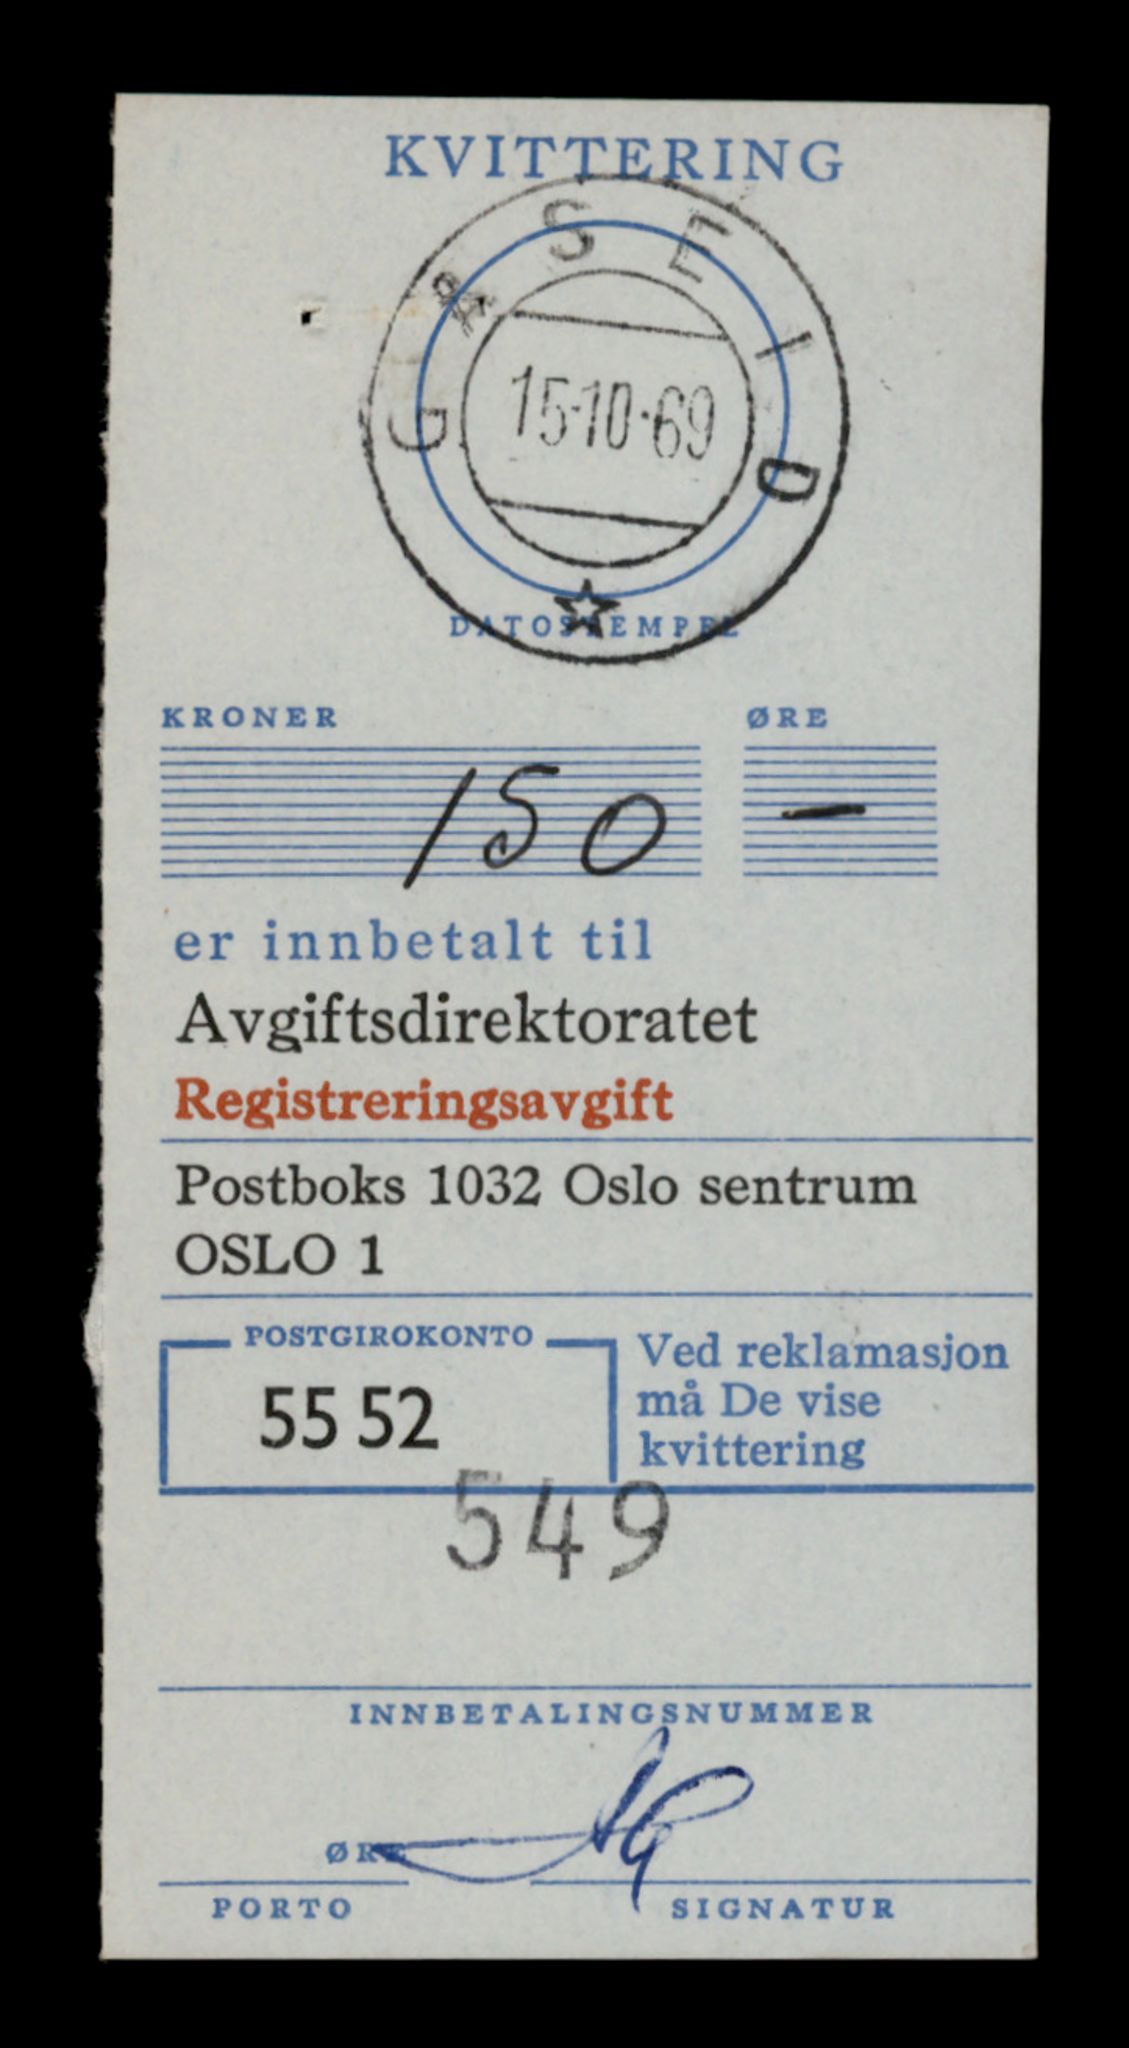 KVITTERING
GÅSEID
15·10·69
DATOSTEMPEL
KRONER ØRE
150 —
er innbetalt til
Avgiftsdirektoratet
Registreringsavgift
Postboks 1032 Oslo sentrum
OSLO 1
POSTGIROKONTO
55 52
Ved reklamasjon
må De vise
kvittering
549
INNBETALINGSNUMMER
ØRE
PORTO SIGNATUR